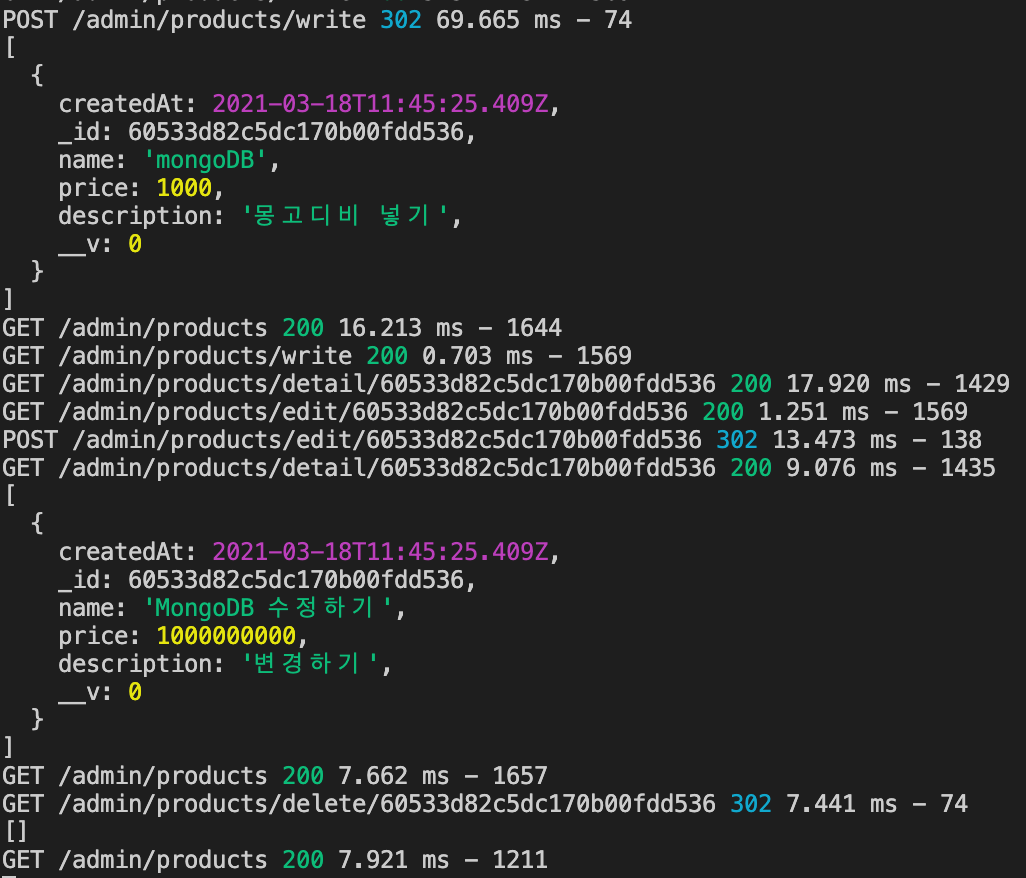 POST /admin/products/write 302 69.665 ms - 74
[
  {
    createdAt: 2021-03-18T11:45:25.409Z,
    _id: 60533d82c5dc170b00fdd536,
    name: 'mongoDB',
    price: 1000,
    description: '몽고디비 넣기',
    __v: 0
  }
]
GET /admin/products 200 16.213 ms - 1644
GET /admin/products/write 200 0.703 ms - 1569
GET /admin/products/detail/60533d82c5dc170b00fdd536 200 17.920 ms - 1429
GET /admin/products/edit/60533d82c5dc170b00fdd536 200 1.251 ms - 1569
POST /admin/products/edit/60533d82c5dc170b00fdd536 302 13.473 ms - 138
GET /admin/products/detail/60533d82c5dc170b00fdd536 200 9.076 ms - 1435
[
  {
    createdAt: 2021-03-18T11:45:25.409Z,
    _id: 60533d82c5dc170b00fdd536,
    name: 'MongoDB 수정하기',
    price: 1000000000,
    description: '변경하기',
    __v: 0
  }
]
GET /admin/products 200 7.662 ms - 1657
GET /admin/products/delete/60533d82c5dc170b00fdd536 302 7.441 ms - 74
[]
GET /admin/products 200 7.921 ms - 1211